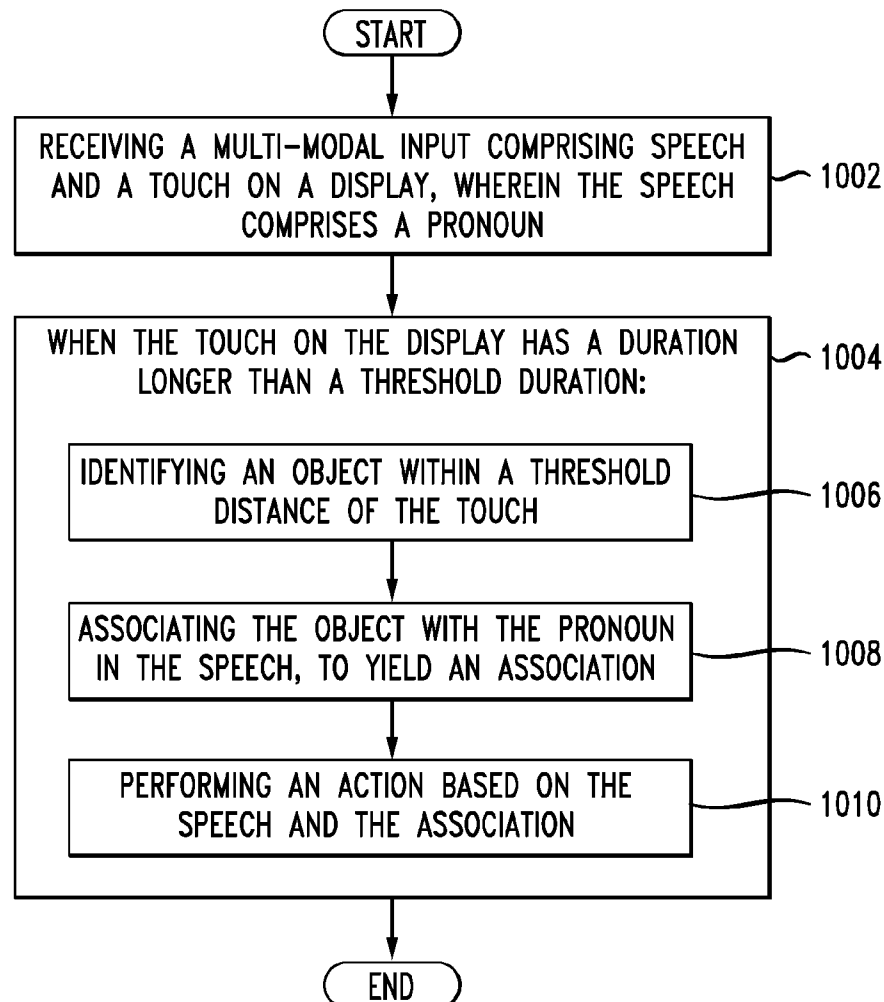 START
RECEIVING A MULTI-MODAL INPUT COMPRISING SPEECH
AND A TOUCH ON A DISPLAY, WHEREIN THE SPEECH
COMPRISES A PRONOUN
1002
WHEN THE TOUCH ON THE DISPLAY HAS A DURATION
LONGER THAN A THRESHOLD DURATION:
1004
IDENTIFYING AN OBJECT WITHIN A THRESHOLD
DISTANCE OF THE TOUCH
1006
ASSOCIATING THE OBJECT WITH THE PRONOUN
IN THE SPEECH, TO YIELD AN ASSOCIATION
1008
PERFORMING AN ACTION BASED ON THE
SPEECH AND THE ASSOCIATION
1010
END